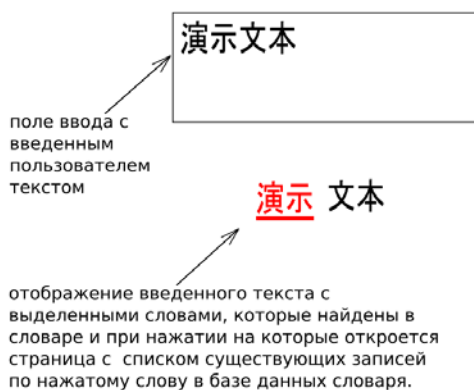 演示文本
поле ввода с
введенным
пользователем
текстом
演示 文本
отображение введенного текста с
выделенными словами, которые найдены в
словаре и при нажатии на которые откроется
страница с списком существующих записей
по нажатому слову в базе данных словаря.